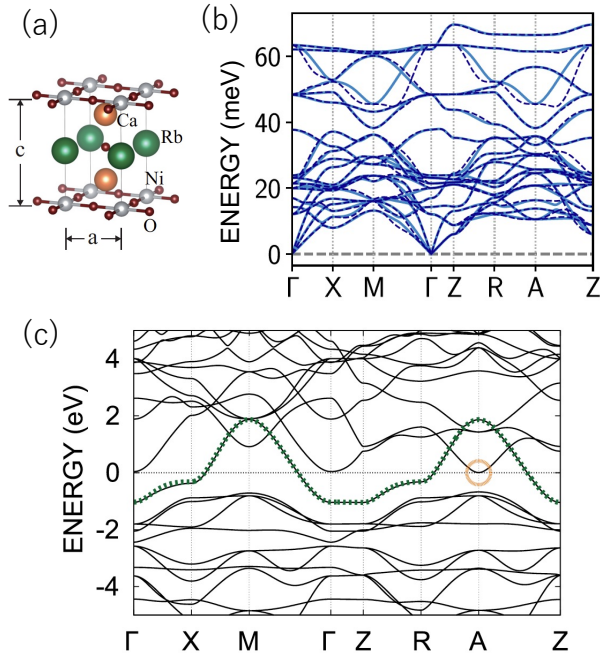 (a)
Ca
Rb
c
Ni
O
a
(b)
ENERGY (meV)
60
40
20
0
Γ X M Γ Z R A Z
(c)
ENERGY (eV)
4
2
0
-2
-4
Γ X M Γ Z R A Z